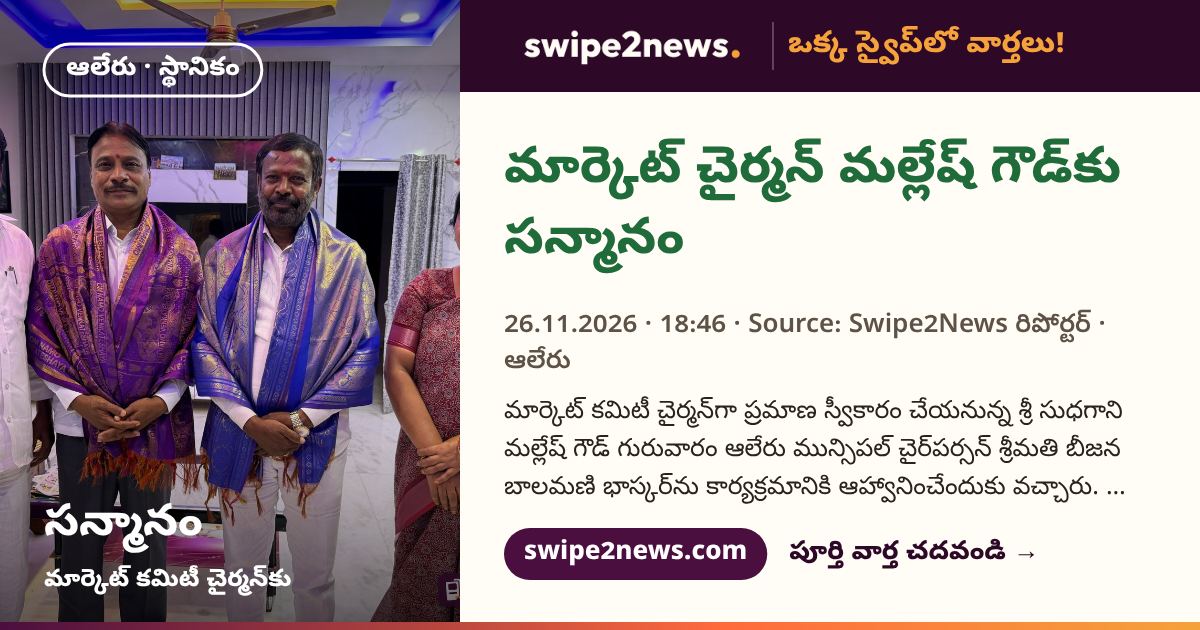 ఆలేరు · స్థానికం
సన్మానం
మార్కెట్ కమిటీ చైర్మన్‌కు
swipe2news.
ఒక్క స్వైప్‌లో వార్తలు!
మార్కెట్ చైర్మన్ మల్లేష్ గౌడ్‌కు
సన్మానం
26.11.2026 · 18:46 · Source: Swipe2News రిపోర్టర్ ·
ఆలేరు
మార్కెట్ కమిటీ చైర్మన్‌గా ప్రమాణ స్వీకారం చేయనున్న శ్రీ సుధగాని
మల్లేష్ గౌడ్ గురువారం ఆలేరు మున్సిపల్ చైర్‌పర్సన్ శ్రీమతి బీజన
బాలమణి భాస్కర్‌ను కార్యక్రమానికి ఆహ్వానించేందుకు వచ్చారు. ...
swipe2news.com
పూర్తి వార్త చదవండి →